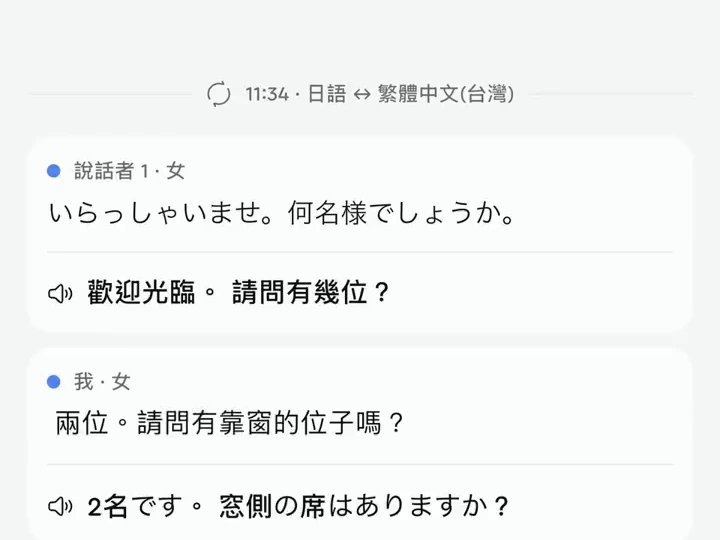 11:34 · 日語 ↔ 繁體中文(台灣)
說話者 1 · 女
いらっしゃいませ。何名様でしょうか。
歡迎光臨。 請問有幾位？
我 · 女
兩位。請問有靠窗的位子嗎？
2名です。 窓側の席はありますか？